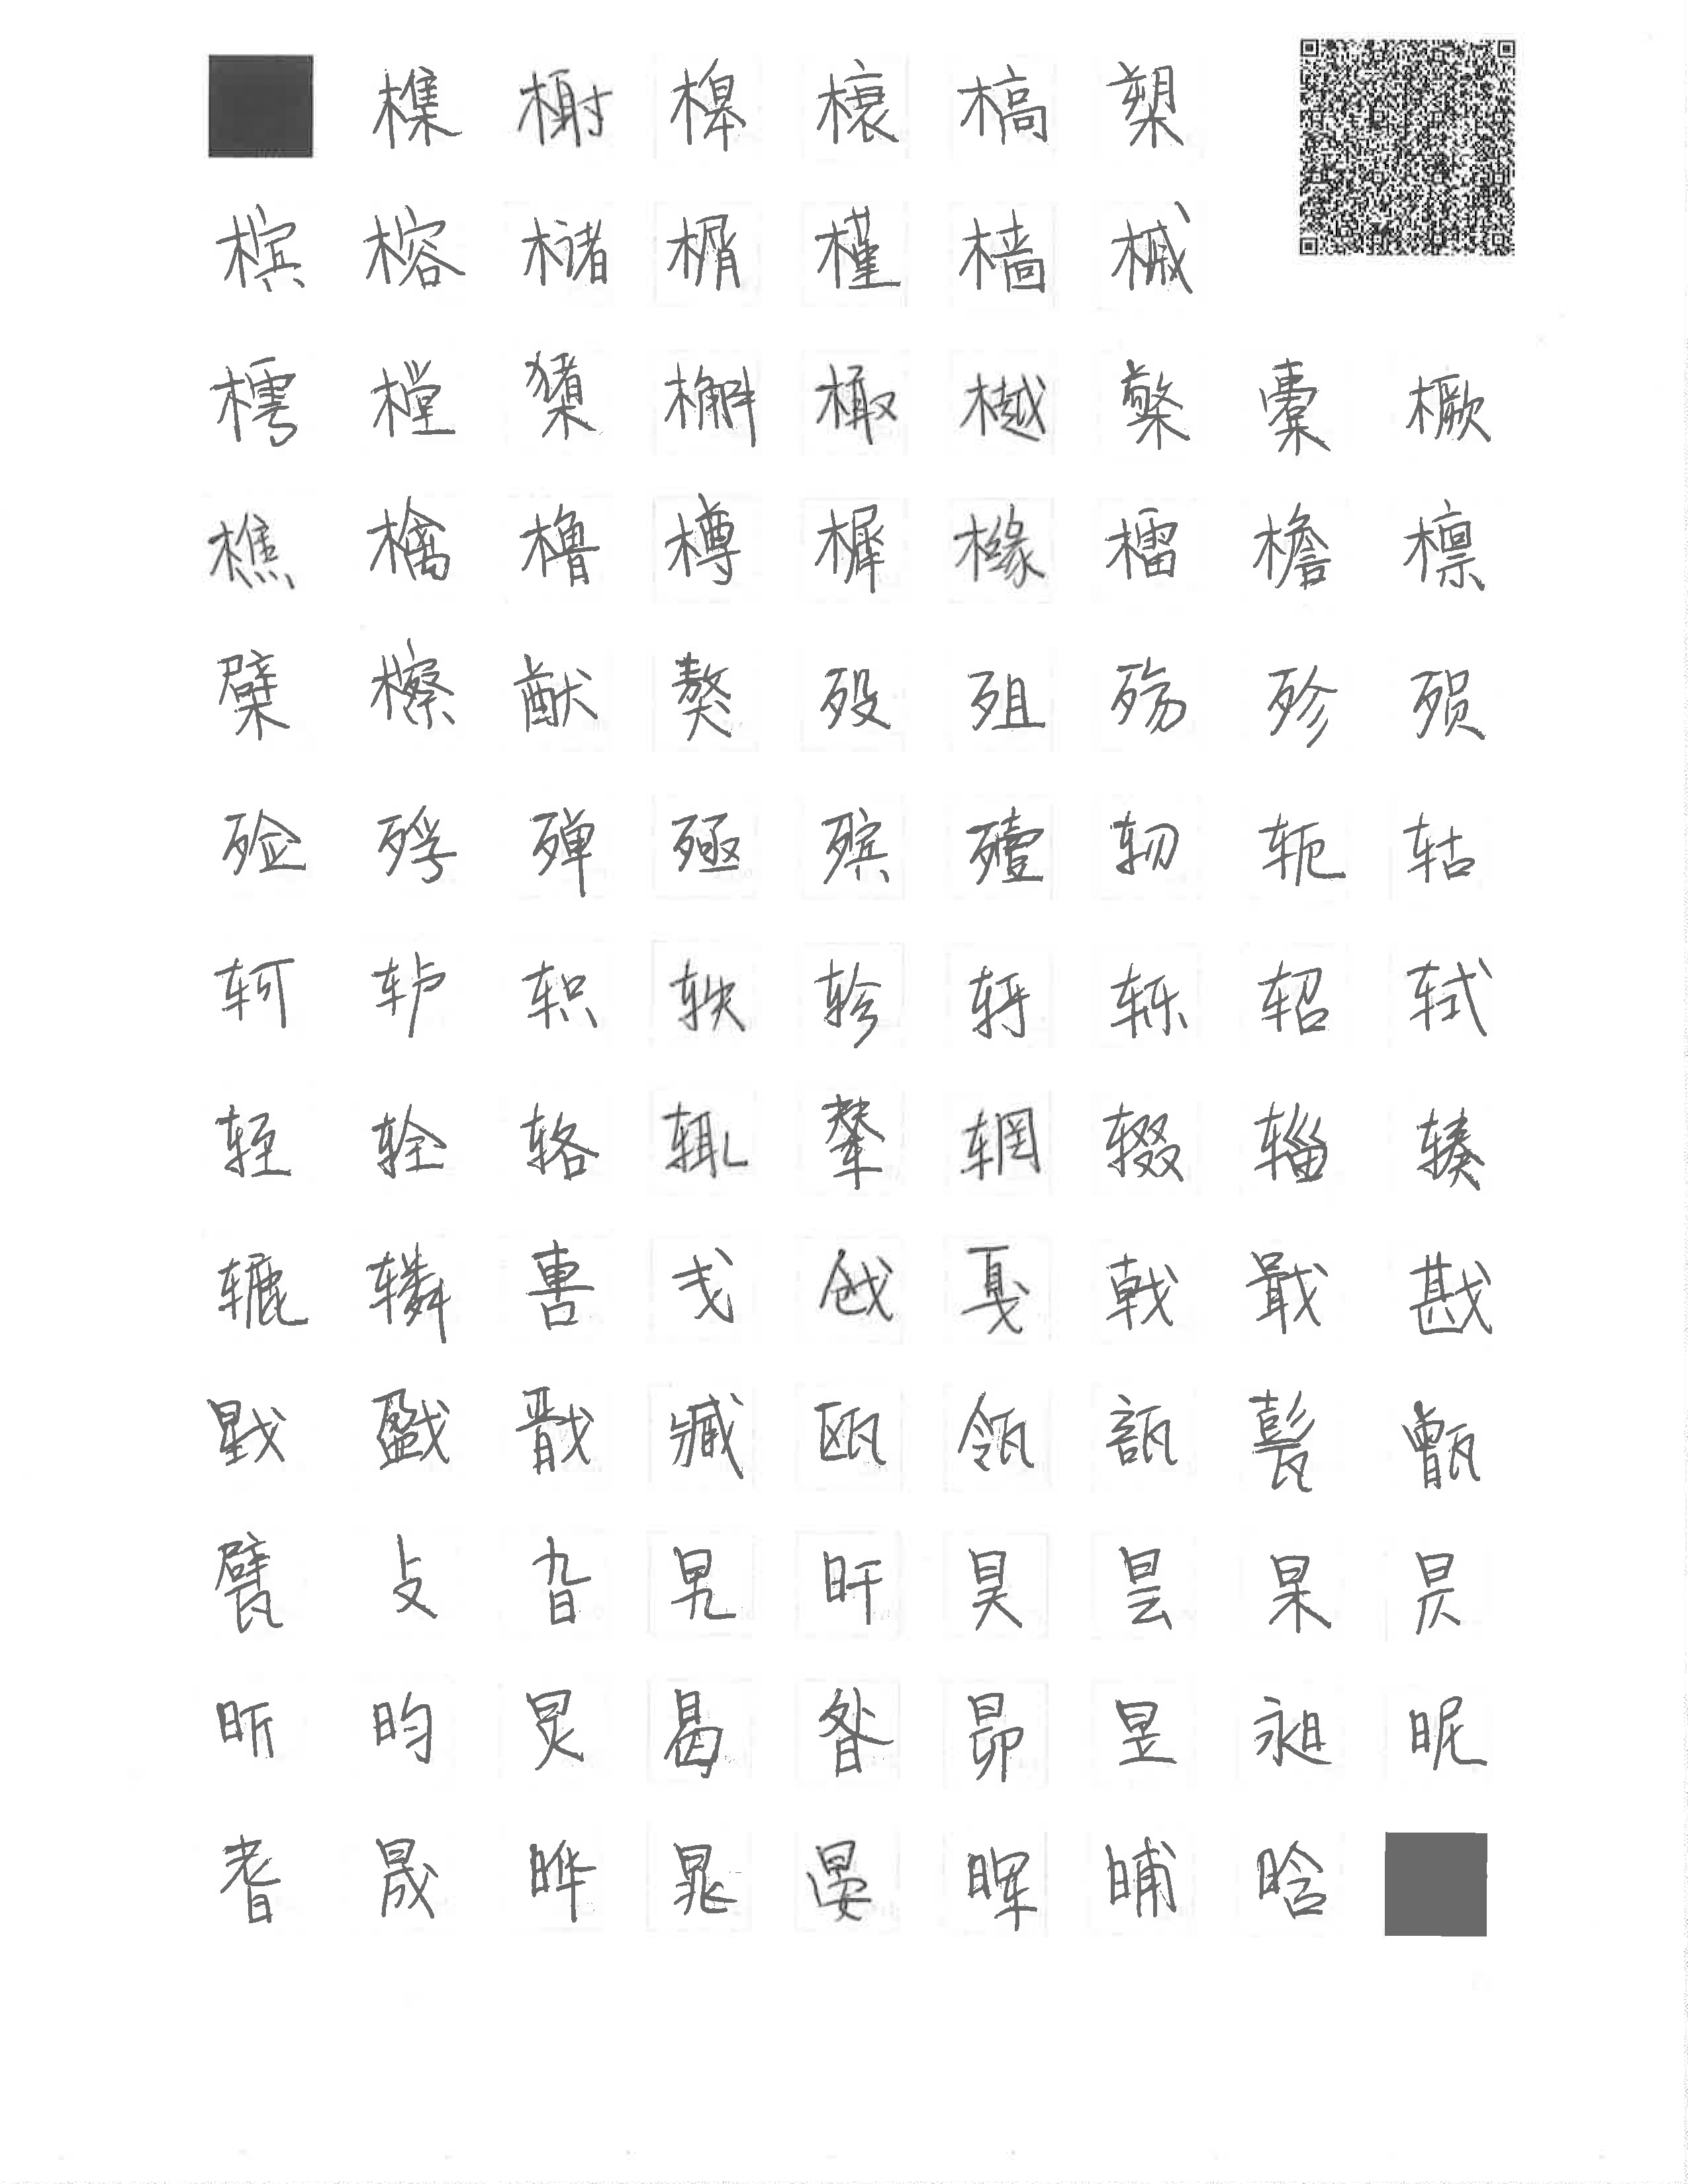 榫 榭 槔 榱 槁 槊
槟 榕 槠 榍 槿 樯 槭
樗 樘 橥 槲 橄 樾 檠 橐 橛
樵 檎 橹 樽 樨 橼 檑 檐 檩
檗 檫 猷 獒 殁 殂 殇 殄 殒
殓 殍 殚 殛 殡 殪 轫 轭 轱
轲 轳 轵 轶 轸 轷 轹 轺 轼
轾 辁 辂 辄 辇 辋 辍 辎 辏
辘 辚 軎 戋 戗 戛 戟 戢 戡
戥 戤 戬 臧 瓯 瓴 瓿 甏 甑
甓 攴 旮 旯 旰 昊 昙 杲 昃
昕 昀 炅 曷 昝 昴 昱 昶 昵
耆 晟 晔 晁 晏 晖 晡 晗